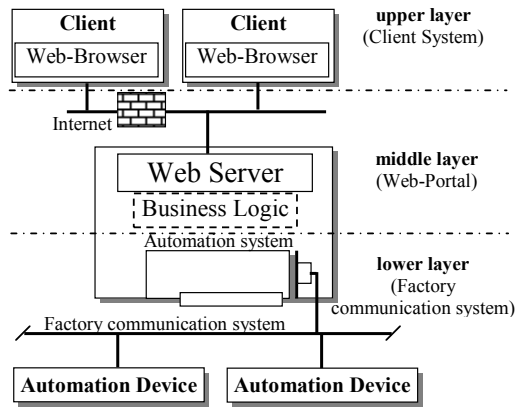 Client
Web-Browser
Client
Web-Browser
upper layer
(Client System)
Internet
Web Server
Business Logic
middle layer
(Web-Portal)
Automation system
lower layer
(Factory
communication system)
Factory communication system
Automation Device
Automation Device